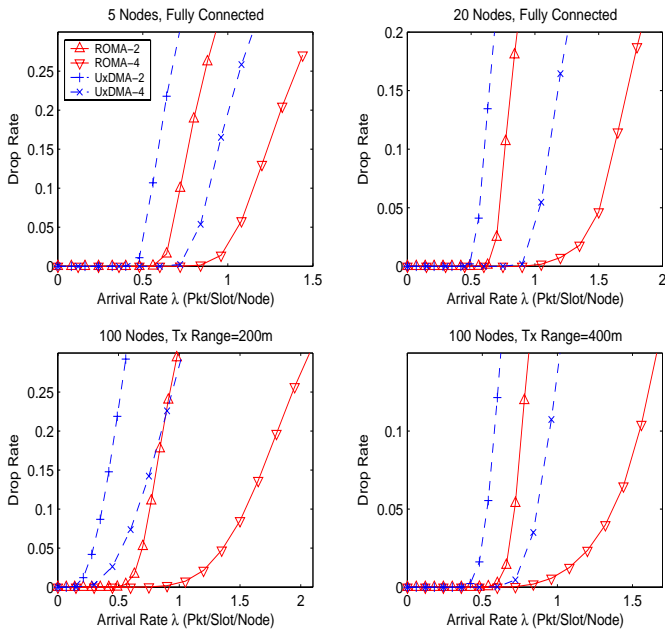 5 Nodes, Fully Connected
ROMA-2
ROMA-4
UxDMA-2
UxDMA-4
0.25
0.2
0.15
0.1
0.05
0
Drop Rate
0 0.5 1 1.5
Arrival Rate λ (Pkt/Slot/Node)
20 Nodes, Fully Connected
0.2
0.15
0.1
0.05
0
Drop Rate
0 0.5 1 1.5 2
Arrival Rate λ (Pkt/Slot/Node)
100 Nodes, Tx Range=200m
0.25
0.2
0.15
0.1
0.05
0
Drop Rate
0 0.5 1 1.5 2
Arrival Rate λ (Pkt/Slot/Node)
100 Nodes, Tx Range=400m
0.1
0.05
0
Drop Rate
0 0.5 1 1.5
Arrival Rate λ (Pkt/Slot/Node)